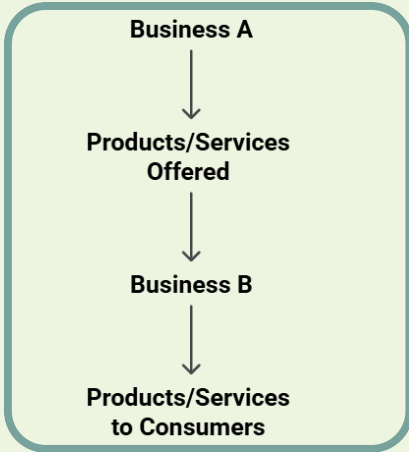 Business A
Products/Services
Offered
Business B
Products/Services
to Consumers